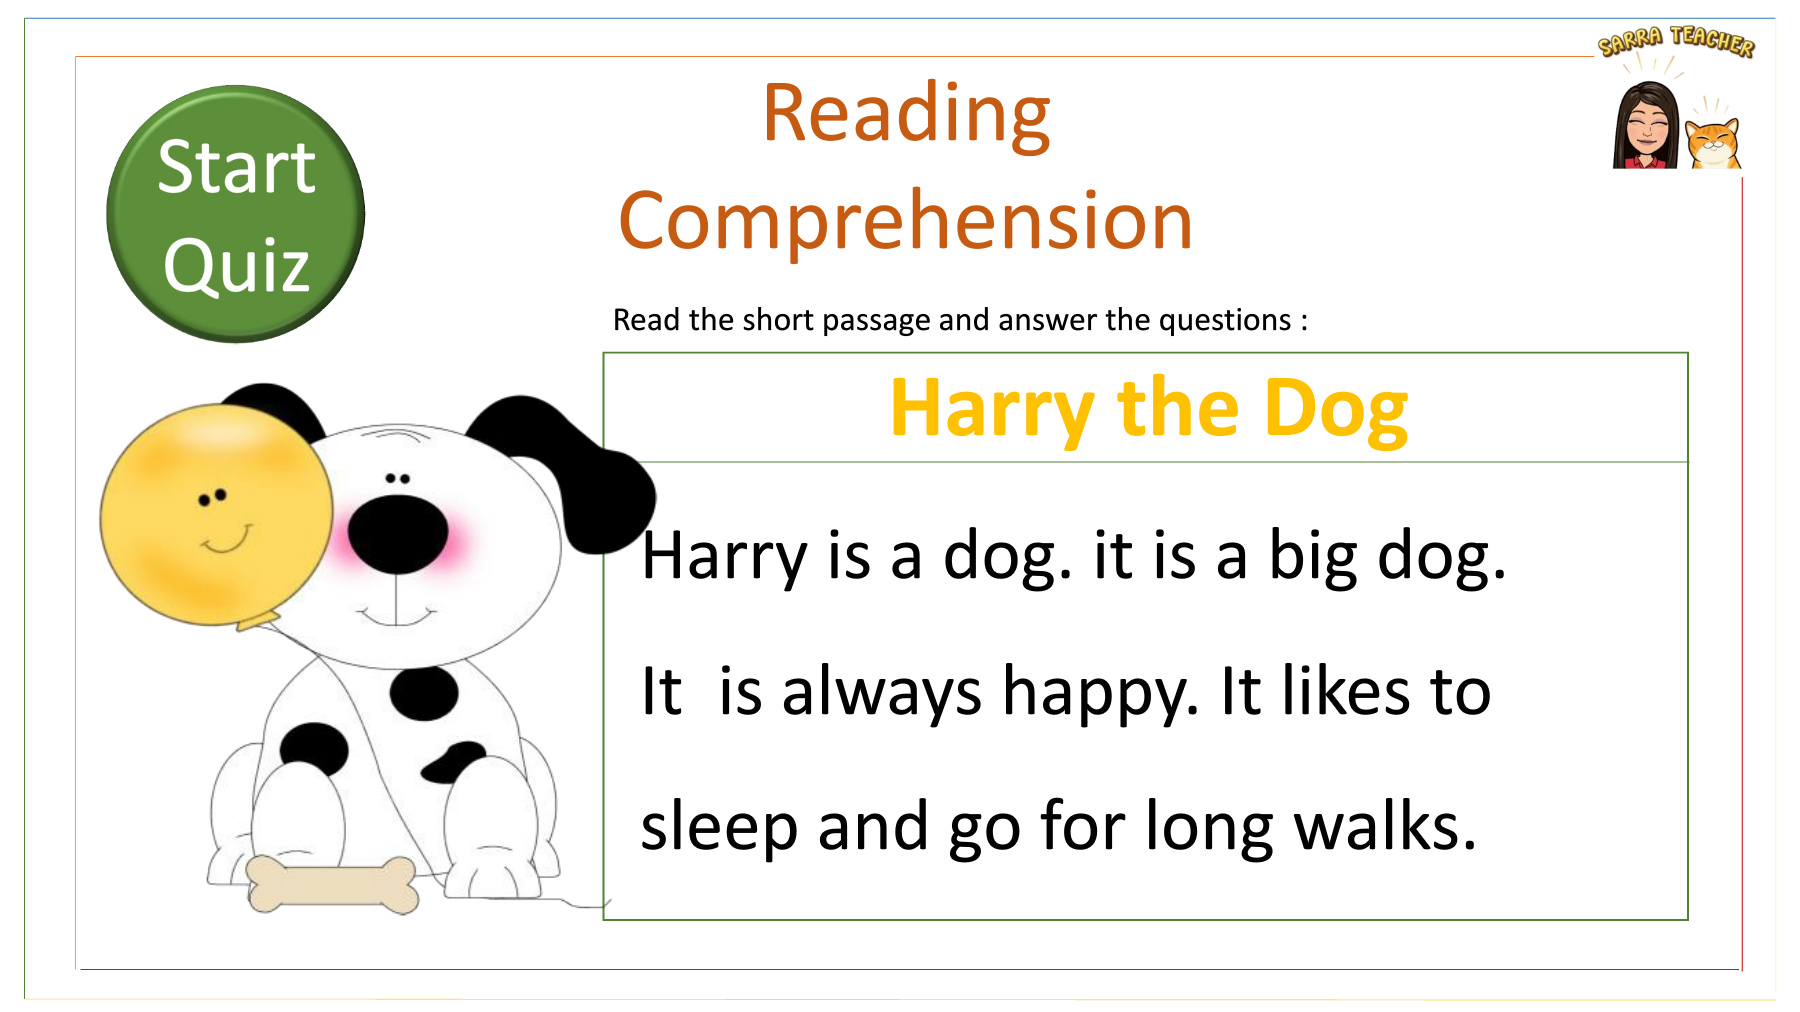 SARRA TEACHER
Start
Quiz
Reading
Comprehension
Read the short passage and answer the questions :
Harry the Dog
Harry is a dog. it is a big dog.
It  is always happy. It likes to
sleep and go for long walks.